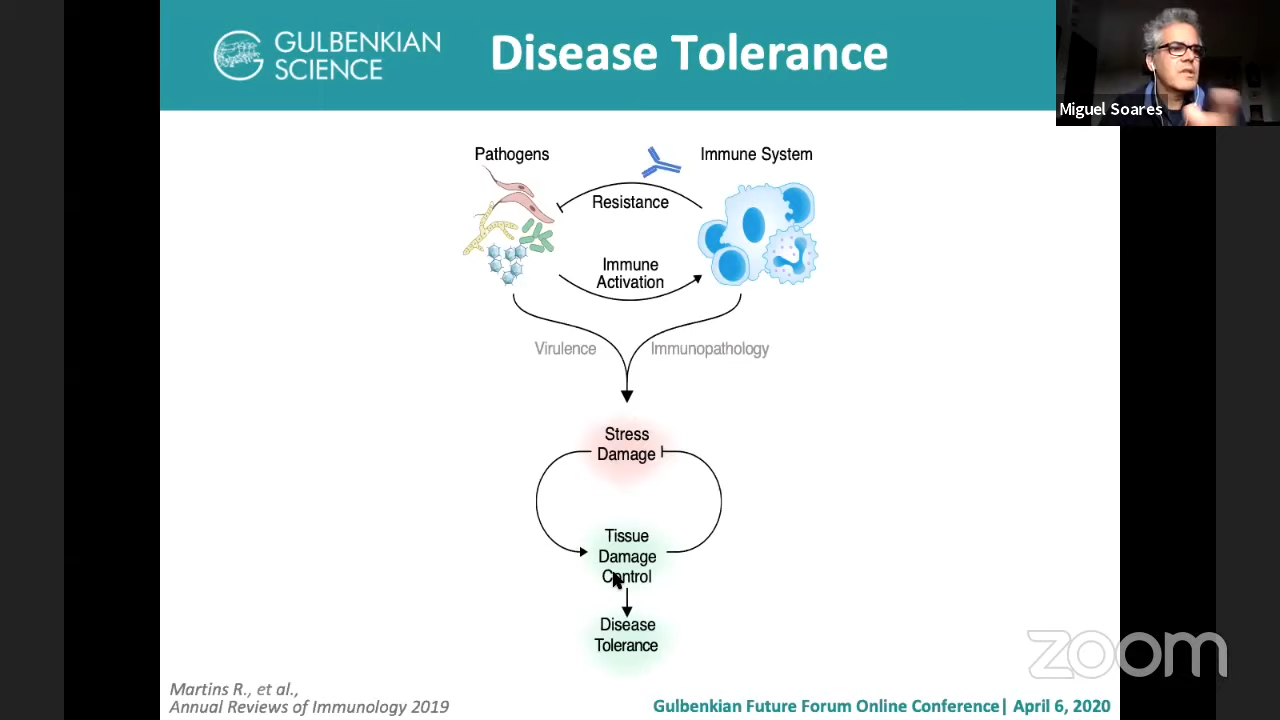 GULBENKIAN
SCIENCE
Disease Tolerance
Miguel Soares
Pathogens
Immune System
Resistance
Immune
Activation
Virulence
Immunopathology
Stress
Damage
Tissue
Damage
Control
Disease
Tolerance
zoom
Martins R., et al.,
Annual Reviews of Immunology 2019
Gulbenkian Future Forum Online Conference| April 6, 2020